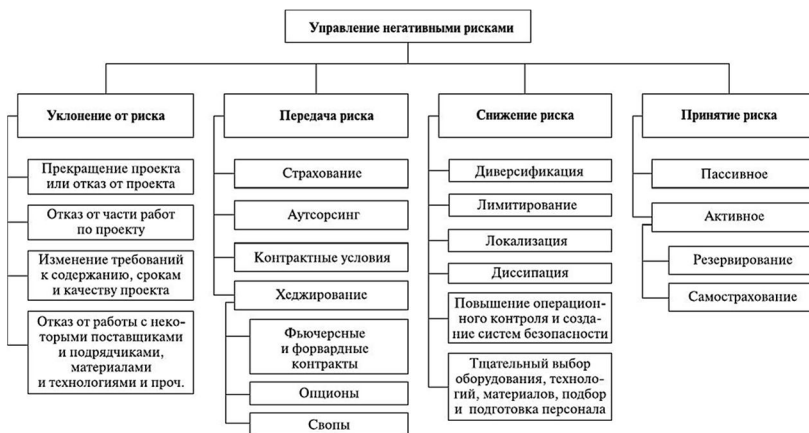 Управление негативными рисками
Уклонение от риска
Прекращение проекта
или отказ от проекта
Отказ от части работ
по проекту
Изменение требований
к содержанию, срокам
и качеству проекта
Отказ от работы с неко-
торыми поставщиками
и подрядчиками,
материалами
и технологиями и проч.
Передача риска
Страхование
Аутсорсинг
Контрактные условия
Хеджирование
Фьючерсные
и форвардные
контракты
Опционы
Свопы
Снижение риска
Диверсификация
Лимитирование
Локализация
Диссипация
Повышение операцион-
ного контроля и созда-
ние систем безопасности
Тщательный выбор
оборудования, техноло-
гий, материалов, подбор
и подготовка персонала
Принятие риска
Пассивное
Активное
Резервирование
Самострахование